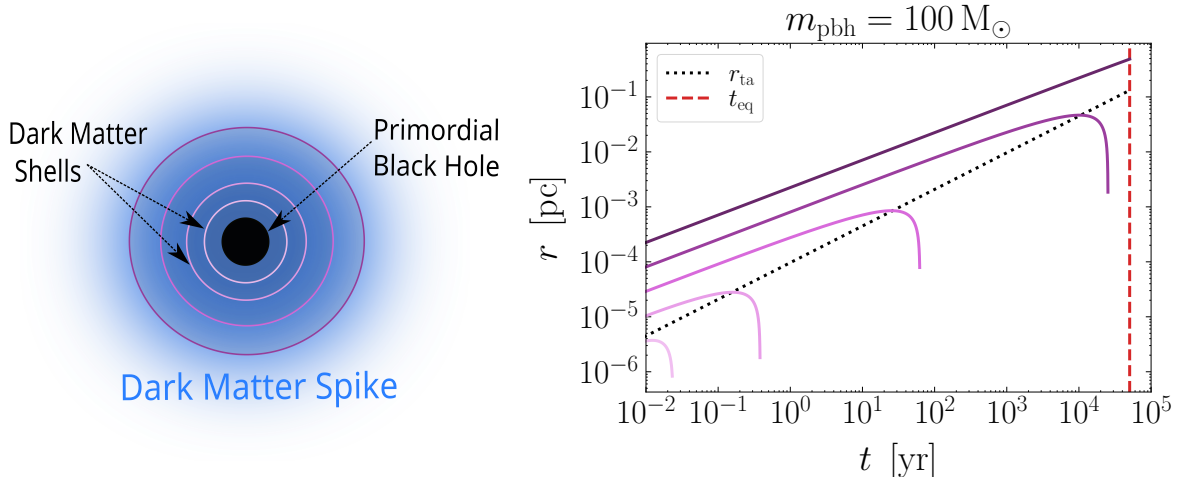 Dark Matter
Shells
Primordial
Black Hole
Dark Matter Spike
m_pbh = 100 M_⊙
r_ta
t_eq
r [pc]
10^−1
10^−2
10^−3
10^−4
10^−5
10^−6
10^−2 10^−1 10^0 10^1 10^2 10^3 10^4 10^5
t [yr]